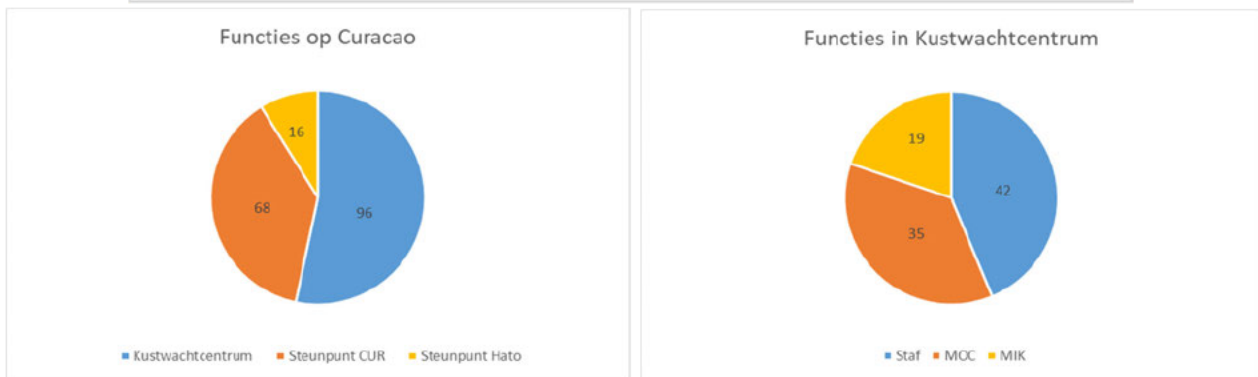 Functies op Curacao
16
68
96
Kustwachtcentrum Steunpunt CUR Steunpunt Hato
Functies in Kustwachtcentrum
19
42
35
Staf MOC MIK